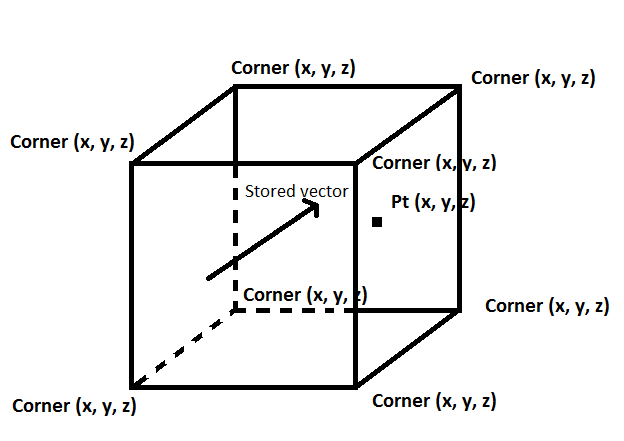 Corner (x, y, z)
Corner (x, y, z)
Corner (x, y, z)
Corner (x, y, z)
Stored vector
Pt (x, y, z)
Corner (x, y, z)
Corner (x, y, z)
Corner (x, y, z)
Corner (x, y, z)